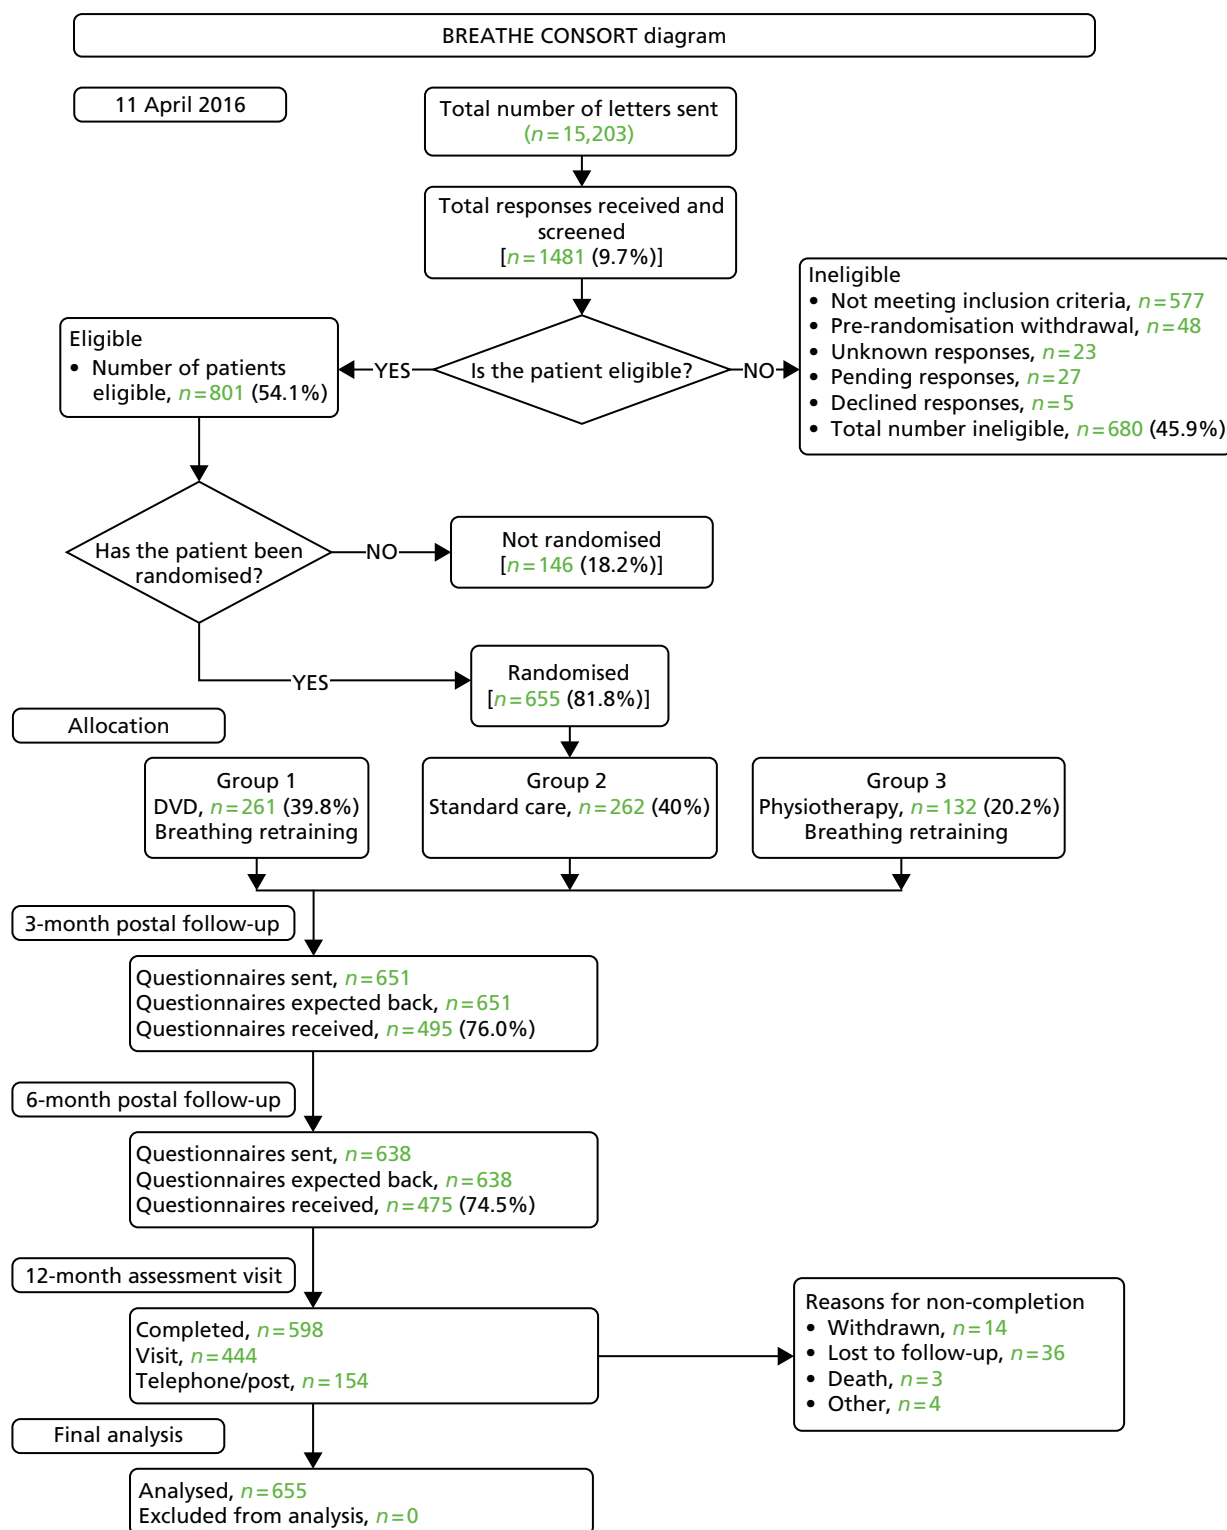 BREATHE CONSORT diagram
11 April 2016
Total number of letters sent
(n=15,203)
Total responses received and
screened
[n=1481 (9.7%)]
Is the patient eligible?
YES
NO
Eligible
• Number of patients
eligible, n=801 (54.1%)
Ineligible
• Not meeting inclusion criteria, n=577
• Pre-randomisation withdrawal, n=48
• Unknown responses, n=23
• Pending responses, n=27
• Declined responses, n=5
• Total number ineligible, n=680 (45.9%)
Has the patient been
randomised?
NO
Not randomised
[n=146 (18.2%)]
YES
Randomised
[n=655 (81.8%)]
Allocation
Group 1
DVD, n=261 (39.8%)
Breathing retraining
Group 2
Standard care, n=262 (40%)
Group 3
Physiotherapy, n=132 (20.2%)
Breathing retraining
3-month postal follow-up
Questionnaires sent, n=651
Questionnaires expected back, n=651
Questionnaires received, n=495 (76.0%)
6-month postal follow-up
Questionnaires sent, n=638
Questionnaires expected back, n=638
Questionnaires received, n=475 (74.5%)
12-month assessment visit
Completed, n=598
Visit, n=444
Telephone/post, n=154
Reasons for non-completion
• Withdrawn, n=14
• Lost to follow-up, n=36
• Death, n=3
• Other, n=4
Final analysis
Analysed, n=655
Excluded from analysis, n=0